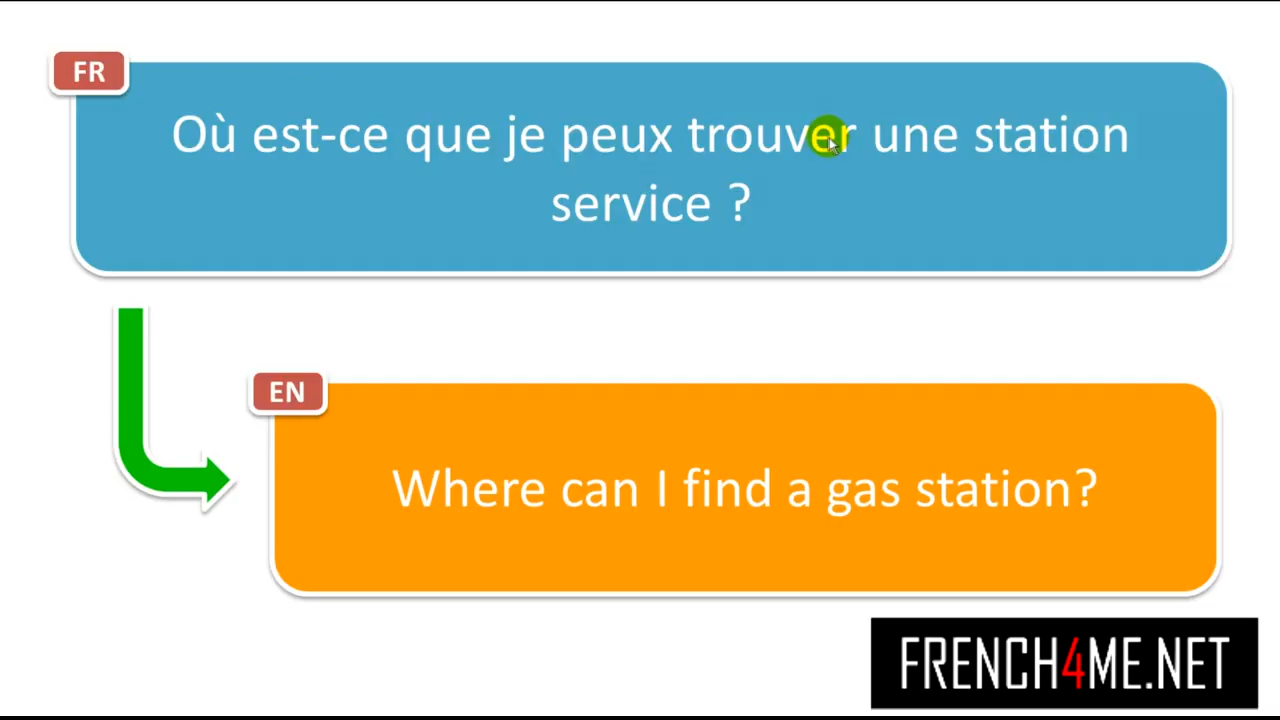 FR
Où est-ce que je peux trouver une station
service ?
EN
Where can I find a gas station?
FRENCH4ME.NET